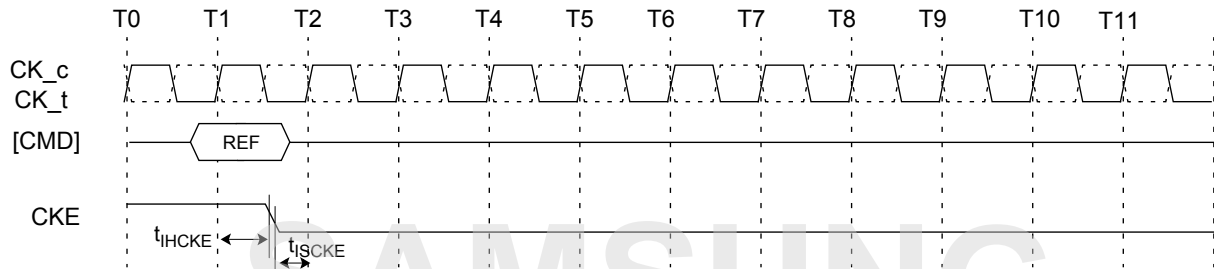 T0 T1 T2 T3 T4 T5 T6 T7 T8 T9 T10 T11
CK_c
CK_t
[CMD] REF
CKE
tIHCKE
tISCKE
SAMSUNG